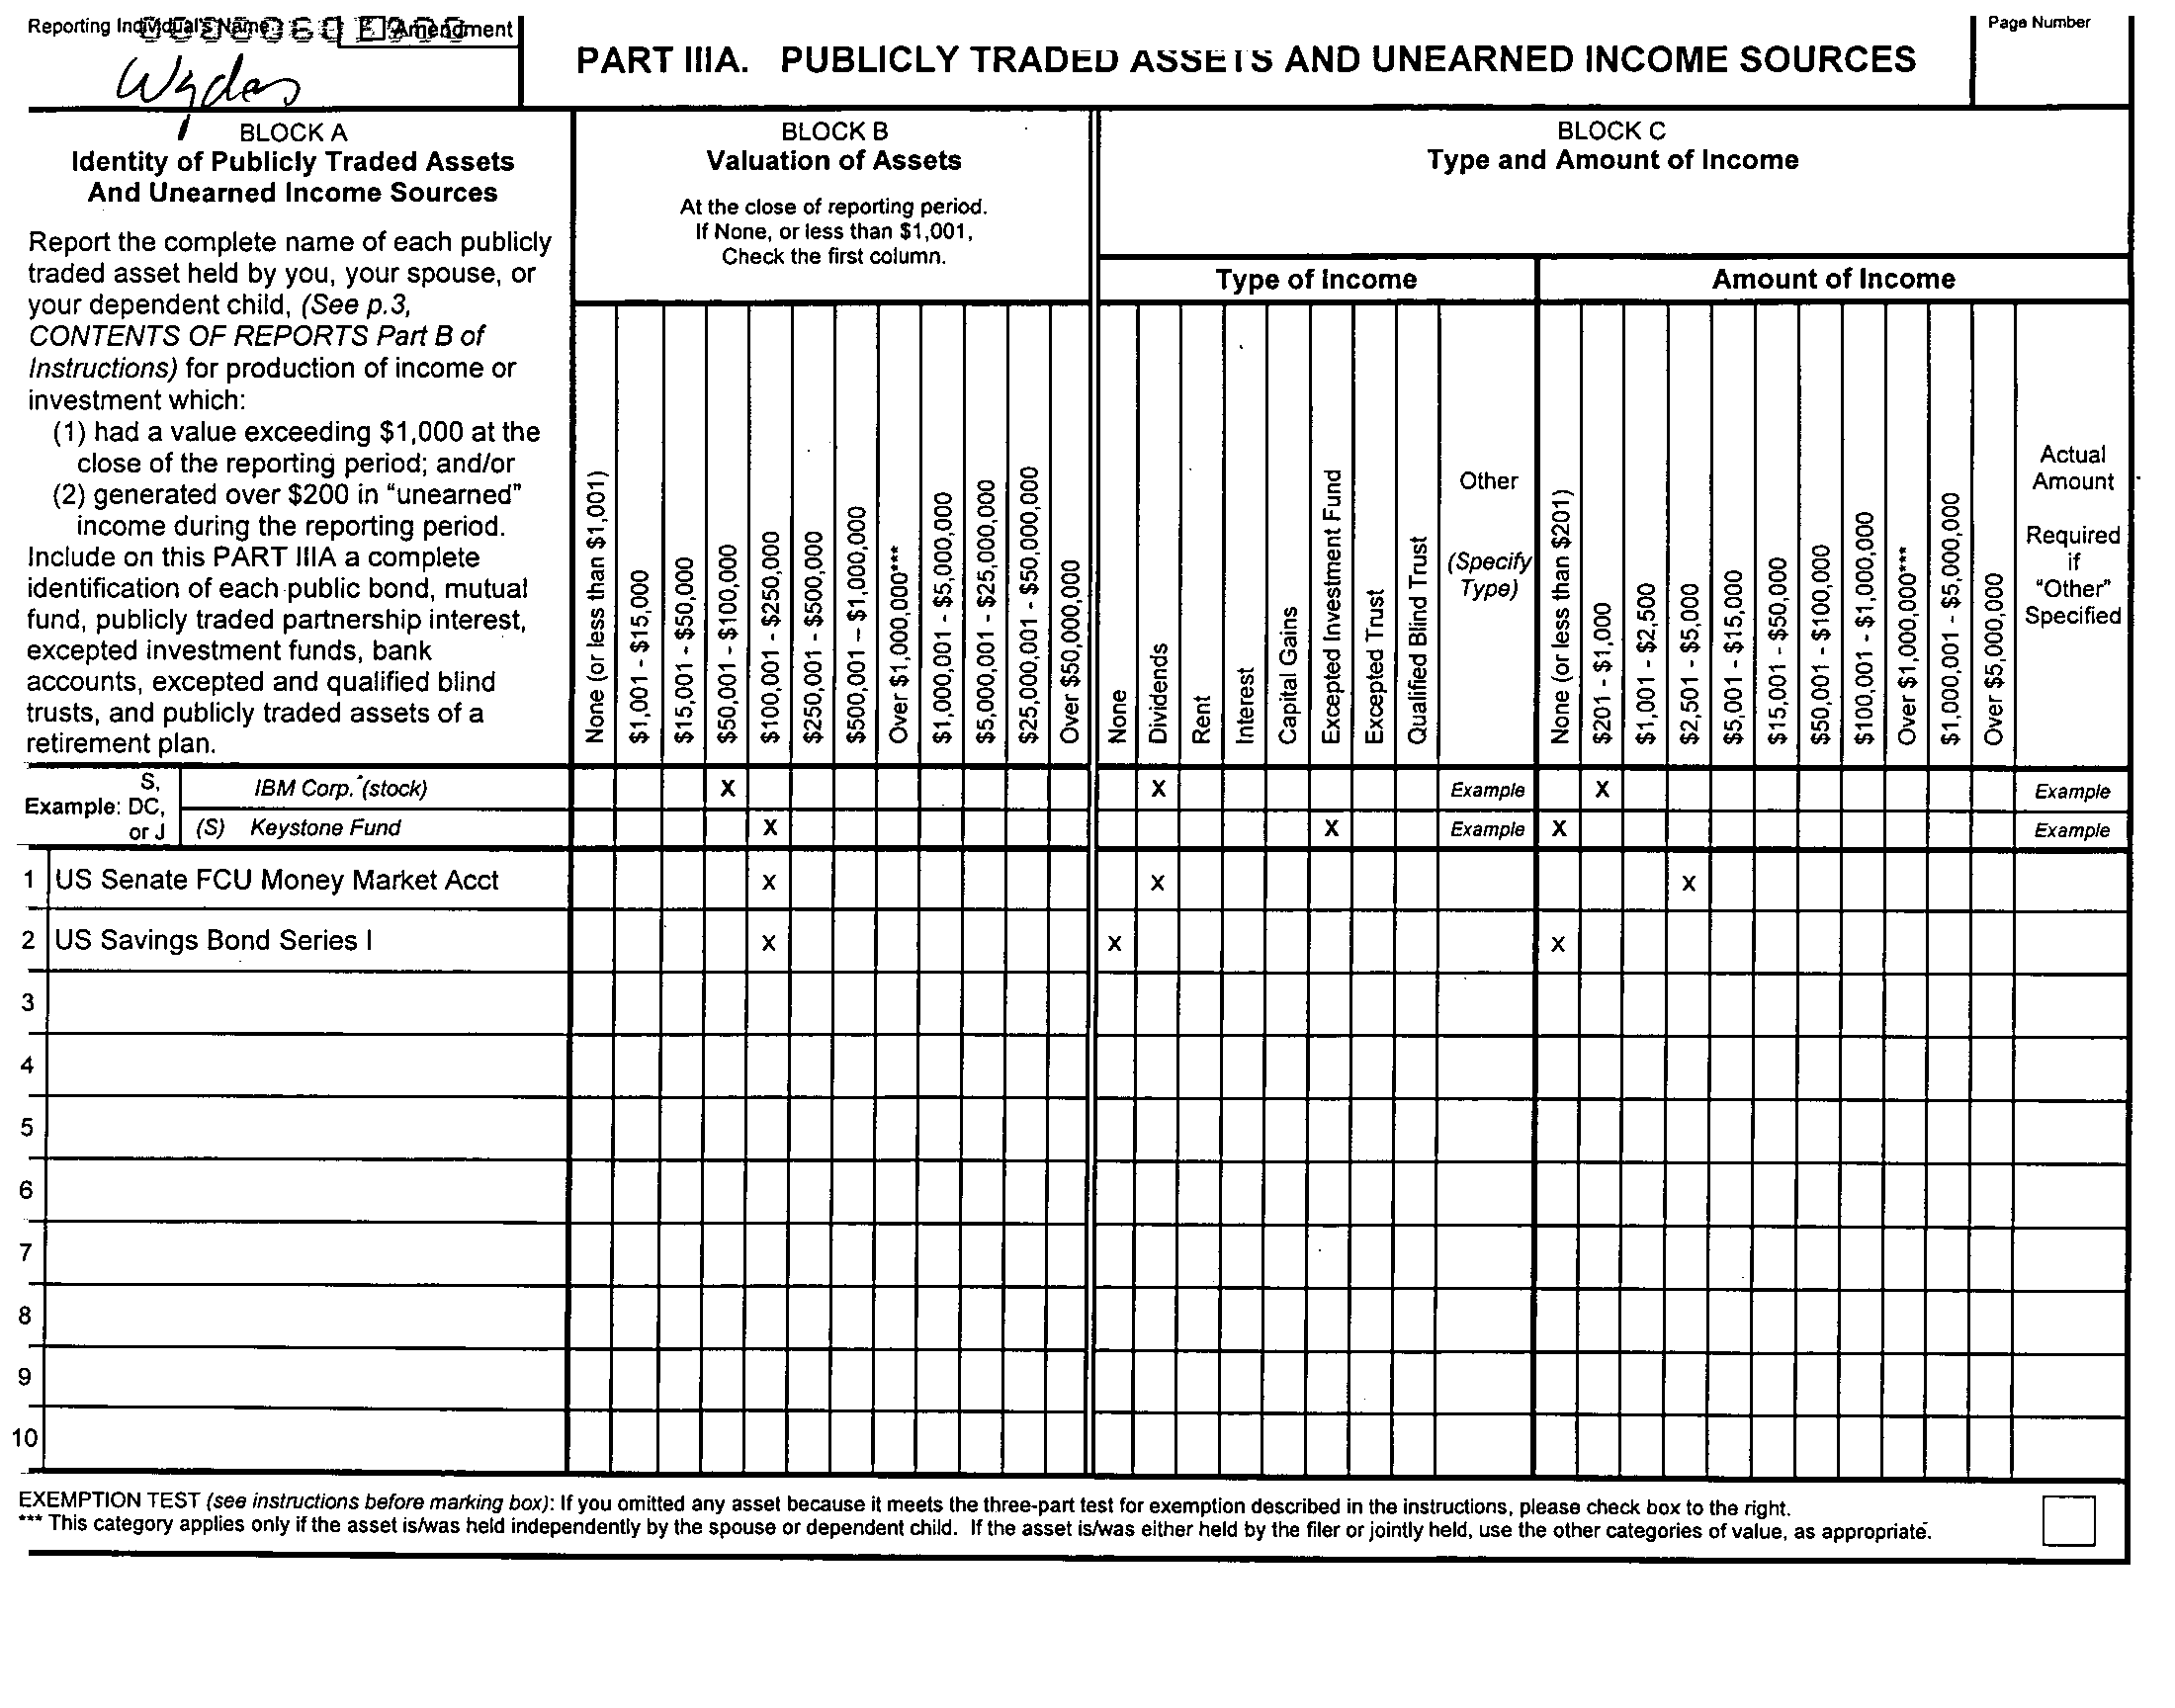 Reporting Individual's Name
Amendment
PART IIIA. PUBLICLY TRADED ASSETS AND UNEARNED INCOME SOURCES
Page Number
BLOCK A
Identity of Publicly Traded Assets
And Unearned Income Sources
Report the complete name of each publicly
traded asset held by you, your spouse, or
your dependent child, (See p.3,
CONTENTS OF REPORTS Part B of
Instructions) for production of income or
investment which:
(1) had a value exceeding $1,000 at the
close of the reporting period; and/or
(2) generated over $200 in “unearned”
income during the reporting period.
Include on this PART IIIA a complete
identification of each public bond, mutual
fund, publicly traded partnership interest,
excepted investment funds, bank
accounts, excepted and qualified blind
trusts, and publicly traded assets of a
retirement plan.
BLOCK B
Valuation of Assets
At the close of reporting period.
If None, or less than $1,001,
Check the first column.
None (or less than $1,001)
$1,001 - $15,000
$15,001 - $50,000
$50,001 - $100,000
$100,001 - $250,000
$250,001 - $500,000
$500,001 – $1,000,000
Over $1,000,000***
$1,000,001 - $5,000,000
$5,000,001 - $25,000,000
$25,000,001 - $50,000,000
Over $50,000,000
BLOCK C
Type and Amount of Income
Type of Income
None
Dividends
Rent
Interest
Capital Gains
Excepted Investment Fund
Excepted Trust
Qualified Blind Trust
Other
(Specify
Type)
Amount of Income
None (or less than $201)
$201 - $1,000
$1,001 - $2,500
$2,501 - $5,000
$5,001 - $15,000
$15,001 - $50,000
$50,001 - $100,000
$100,001 - $1,000,000
Over $1,000,000***
$1,000,001 - $5,000,000
Over $5,000,000
Actual
Amount
Required
if
“Other”
Specified
S,
Example: DC,
or J
IBM Corp. (stock) X X Example X Example
(S) Keystone Fund X X Example X Example
1 US Senate FCU Money Market Acct X X X
2 US Savings Bond Series I X X X
3
4
5
6
7
8
9
10
EXEMPTION TEST (see instructions before marking box): If you omitted any asset because it meets the three-part test for exemption described in the instructions, please check box to the right.
*** This category applies only if the asset is/was held independently by the spouse or dependent child. If the asset is/was either held by the filer or jointly held, use the other categories of value, as appropriate.